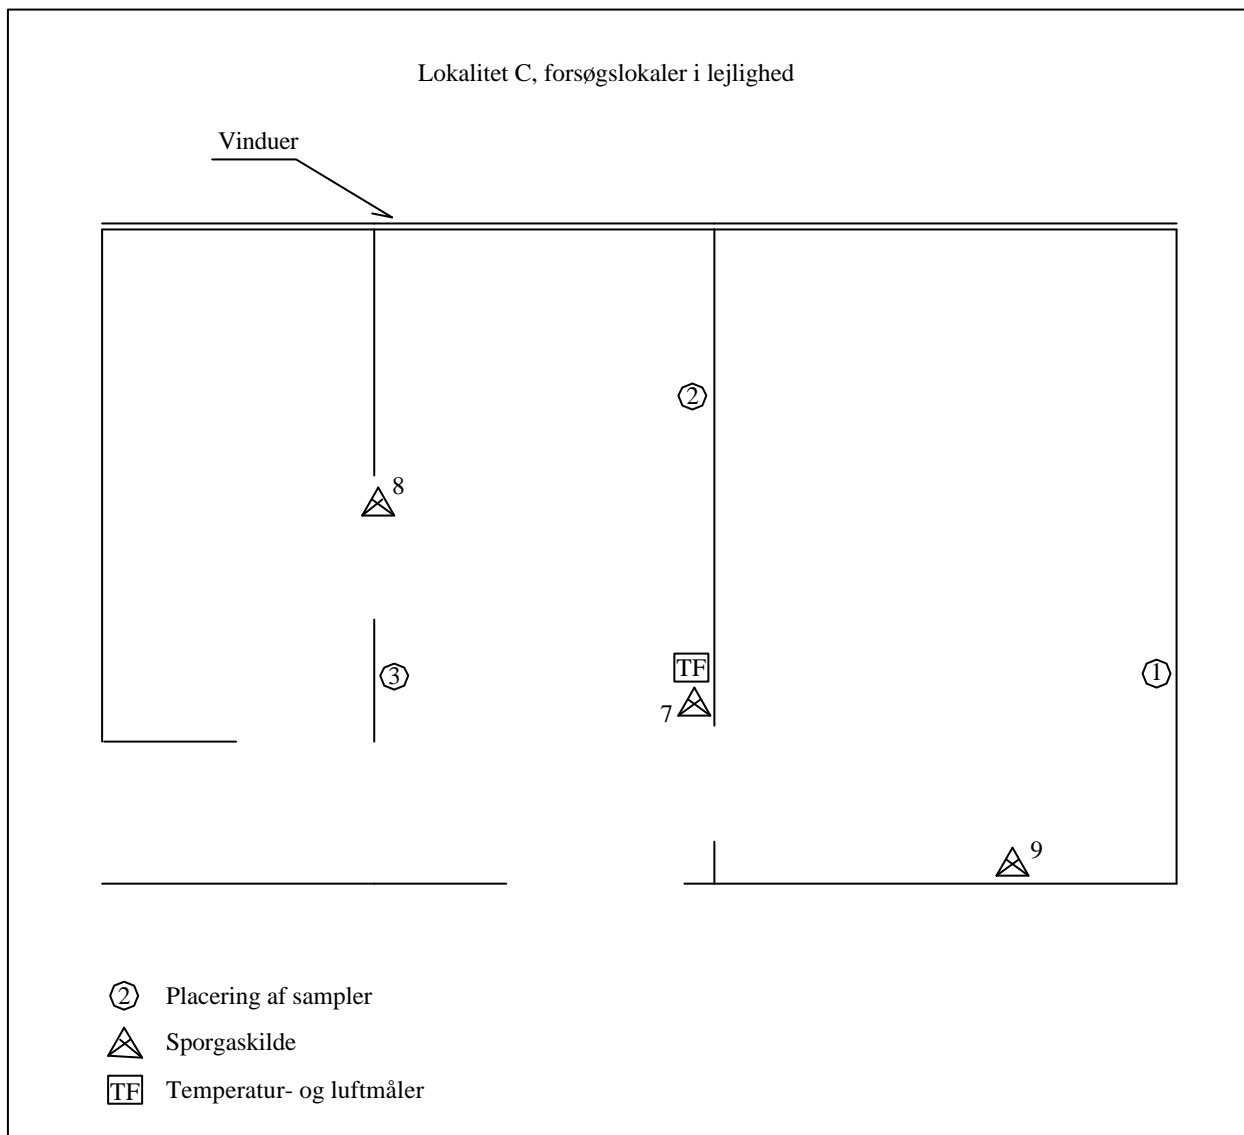 Lokalitet C, forsøgslokaler i lejlighed
Vinduer
2
8
TF
3
1
7
9
2 Placering af sampler
Sporgaskilde
TF Temperatur- og luftmåler